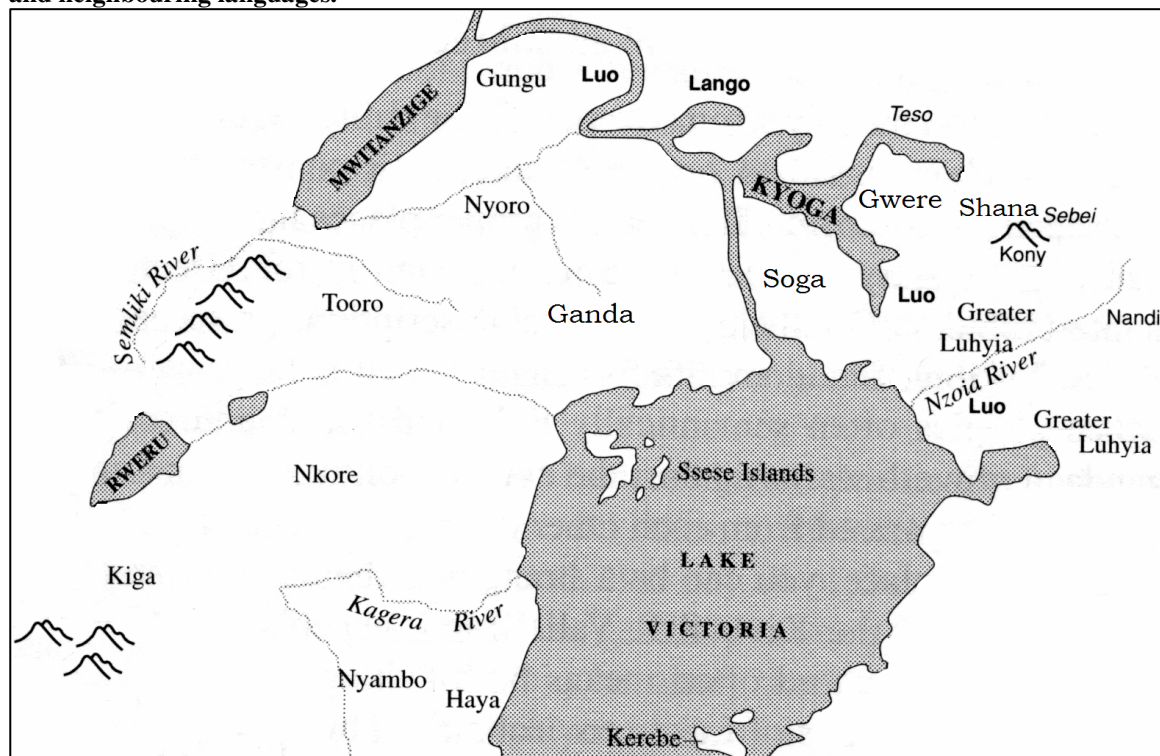 and neighbouring languages.
Gungu
Luo
Lango
MWITANZIGE
Teso
KYOGA
Gwere
Shana
Sebei
Kony
Nyoro
Semliki River
Tooro
Ganda
Soga
Luo
Greater
Luhyia
Nandi
Nzoia River
Luo
Greater
Luhyia
RWERU
Nkore
Ssese Islands
LAKE
VICTORIA
Kiga
Kagera River
Nyambo
Haya
Kerebe